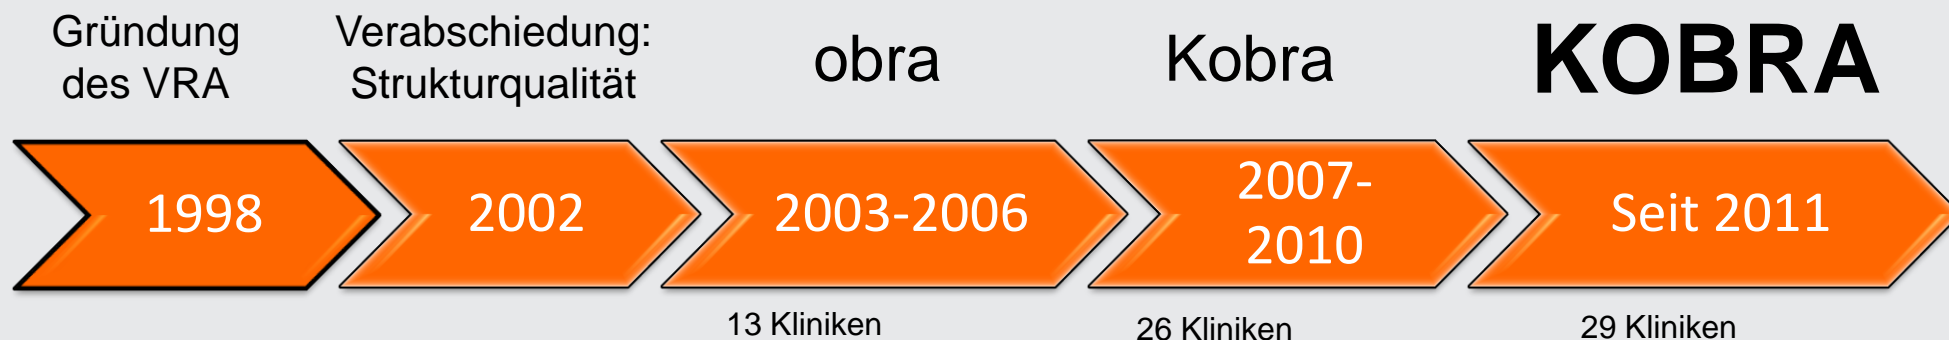 Gründung
des VRA
Verabschiedung:
Strukturqualität
obra
Kobra
KOBRA
1998
2002
2003-2006
2007-
2010
Seit 2011
13 Kliniken
26 Kliniken
29 Kliniken